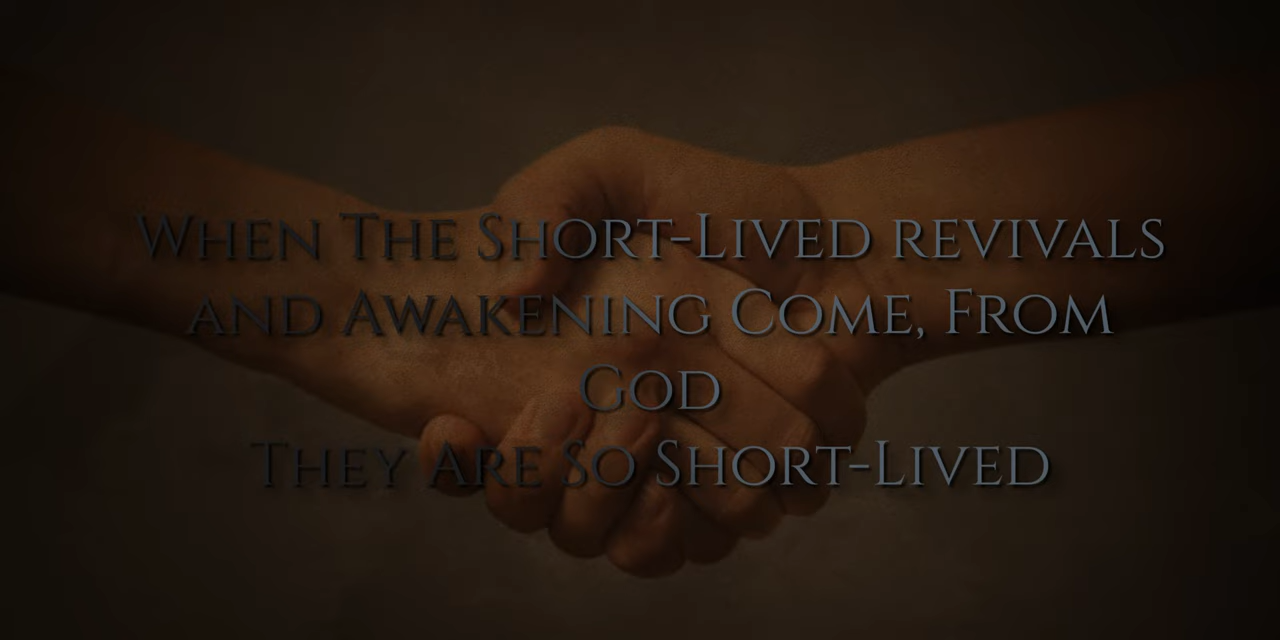 When The Short-Lived revivals
and Awakening Come, From
God
They Are So Short-Lived